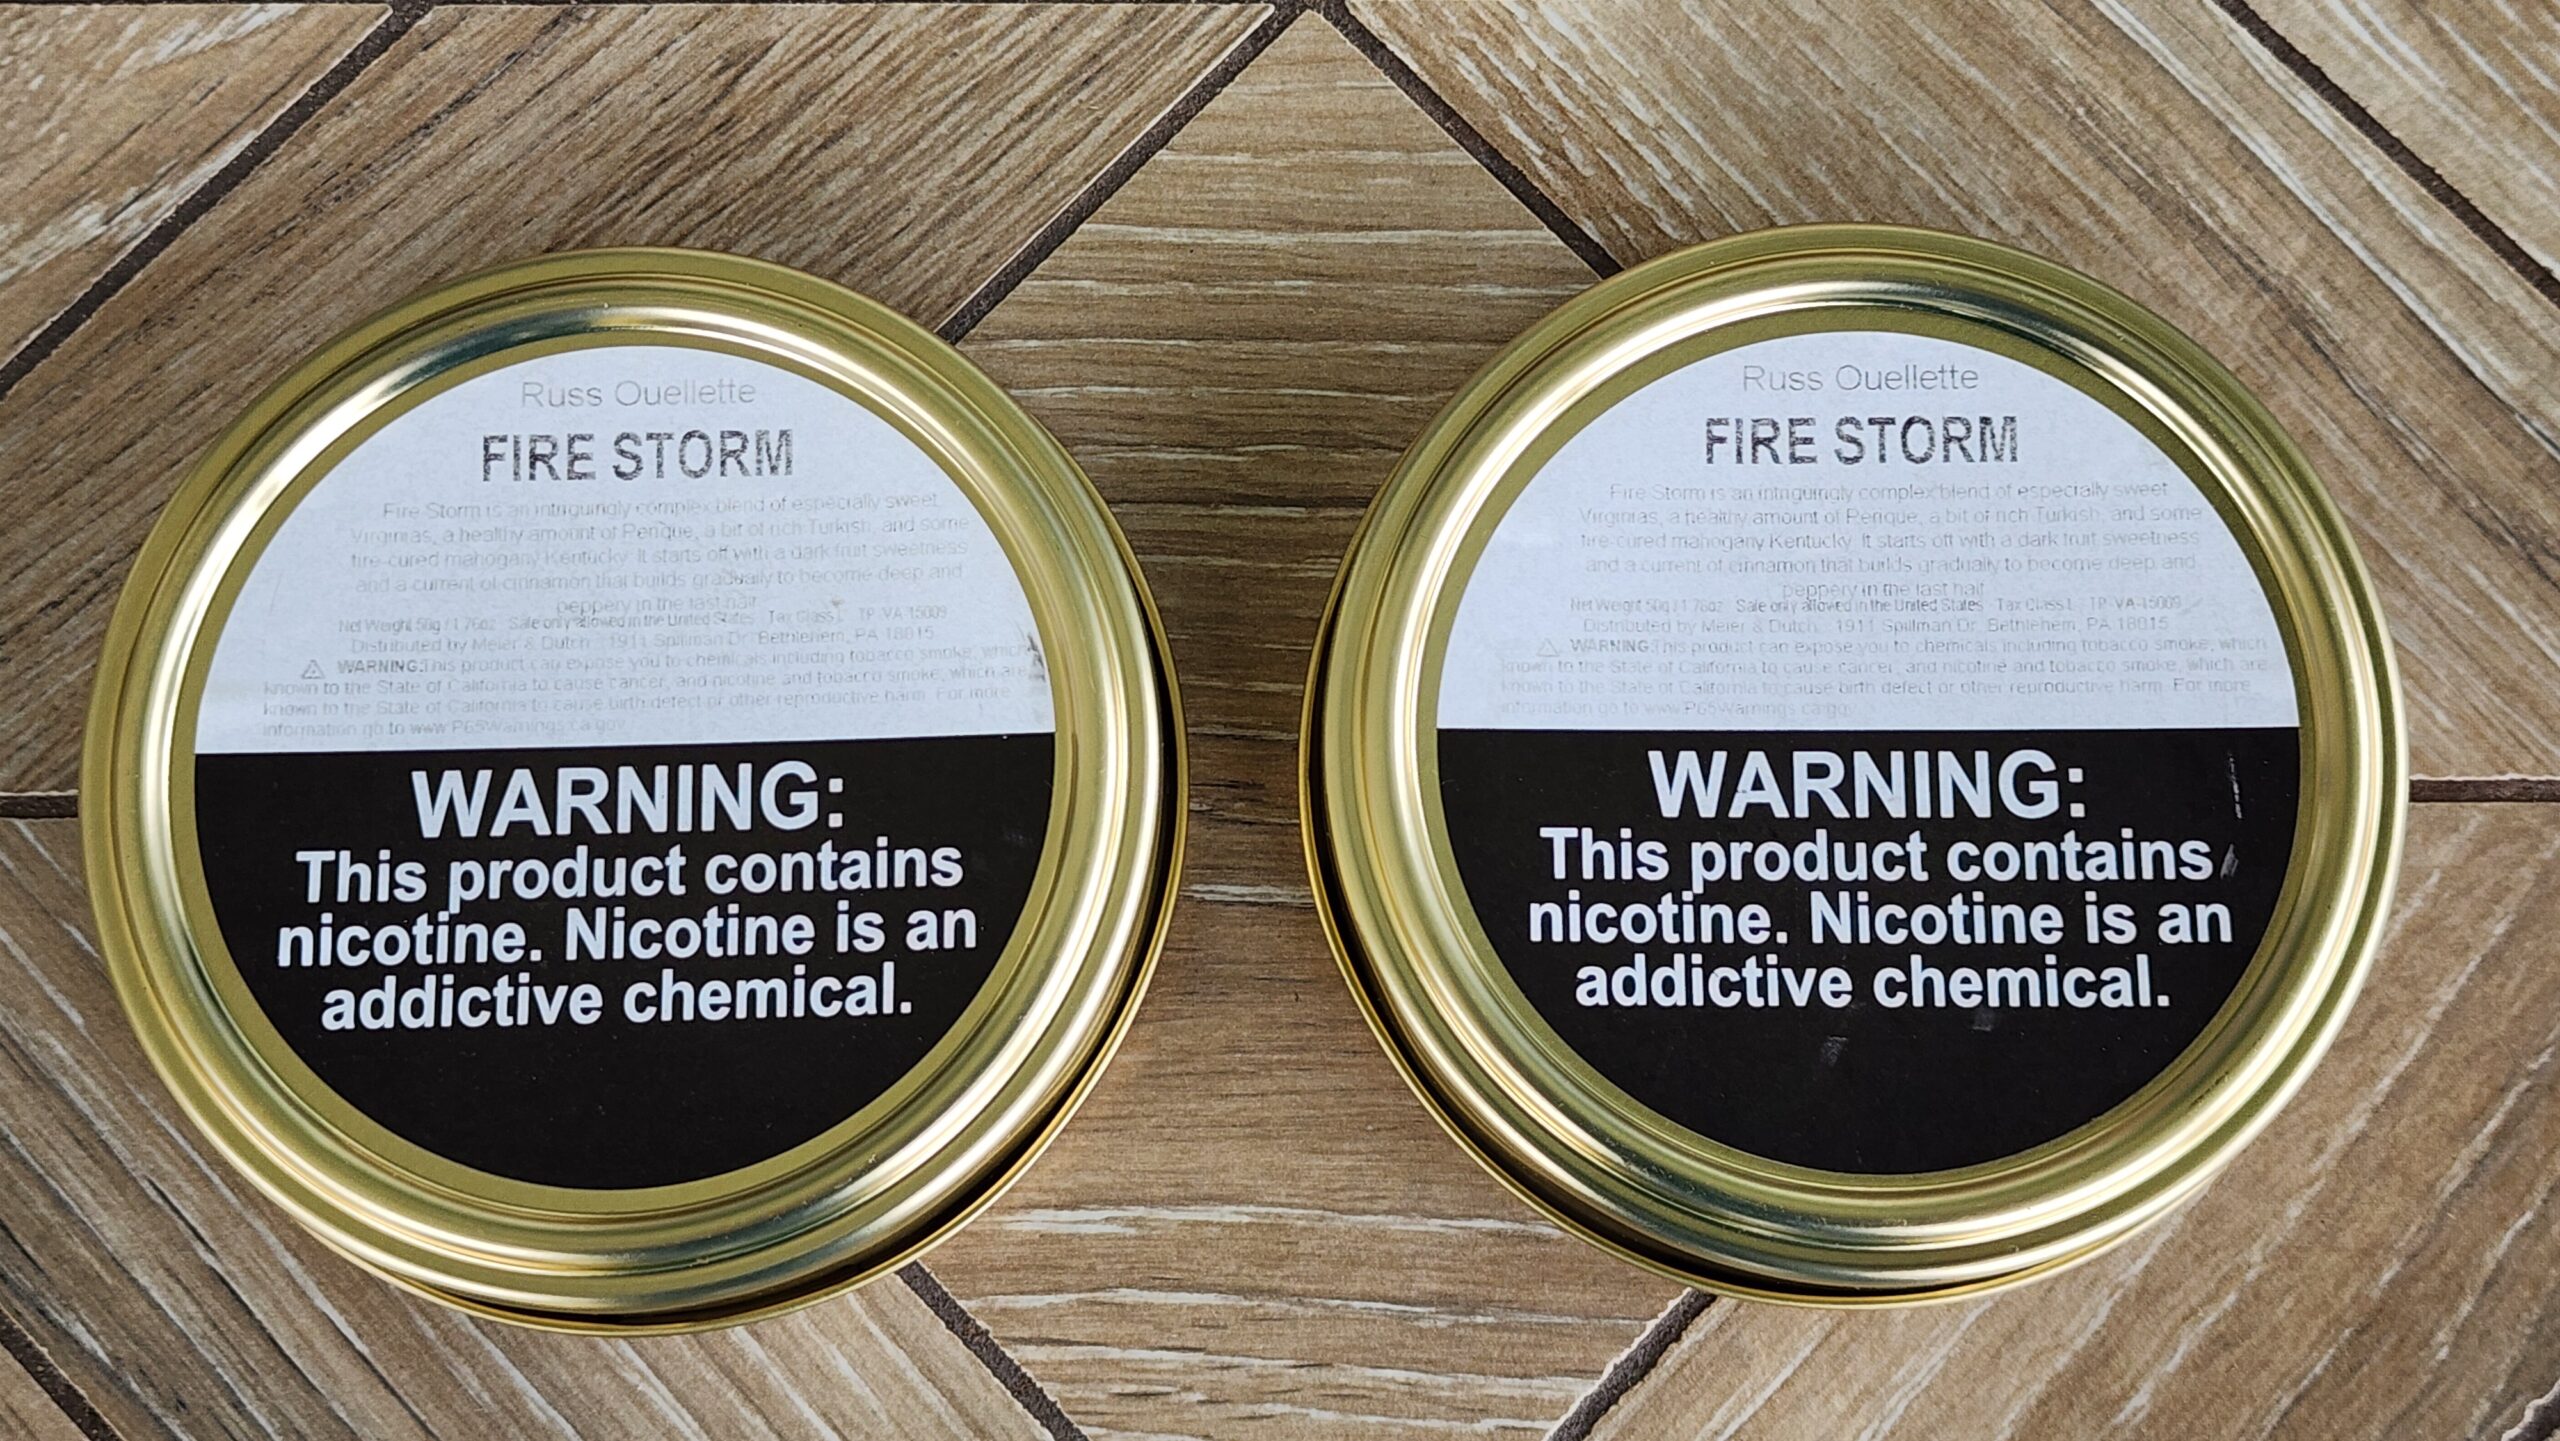 Russ Ouellette
FIRE STORM
Fire Storm is an intriguingly complex blend of especially sweet
Virginias, a healthy amount of Perique, a bit of rich Turkish, and some
fire-cured mahogany Kentucky. It starts off with a dark fruit sweetness
and a current of cinnamon that builds gradually to become deep and
peppery in the last half
Net Weight 50g / 1.76oz Sale only allowed in the United States Tax Class L TP-VA-15009
Distributed by Meier & Dutch 1911 Spillman Dr. Bethlehem, PA 18015
WARNING: This product can expose you to chemicals including tobacco smoke, which
are known to the State of California to cause cancer, and nicotine and tobacco smoke, which are
known to the State of California to cause birth defect or other reproductive harm. For more
information go to www.P65Warnings.ca.gov
WARNING:
This product contains
nicotine. Nicotine is an
addictive chemical.
Russ Ouellette
FIRE STORM
Fire Storm is an intriguingly complex blend of especially sweet
Virginias, a healthy amount of Perique, a bit of rich Turkish, and some
fire-cured mahogany Kentucky. It starts off with a dark fruit sweetness
and a current of cinnamon that builds gradually to become deep and
peppery in the last half
Net Weight 50g / 1.76oz Sale only allowed in the United States Tax Class L TP-VA-15009
Distributed by Meier & Dutch 1911 Spillman Dr. Bethlehem, PA 18015
WARNING: This product can expose you to chemicals including tobacco smoke, which
known to the State of California to cause cancer, and nicotine and tobacco smoke, which are
known to the State of California to cause birth defect or other reproductive harm. For more
information go to www.P65Warnings.ca.gov
WARNING:
This product contains
nicotine. Nicotine is an
addictive chemical.